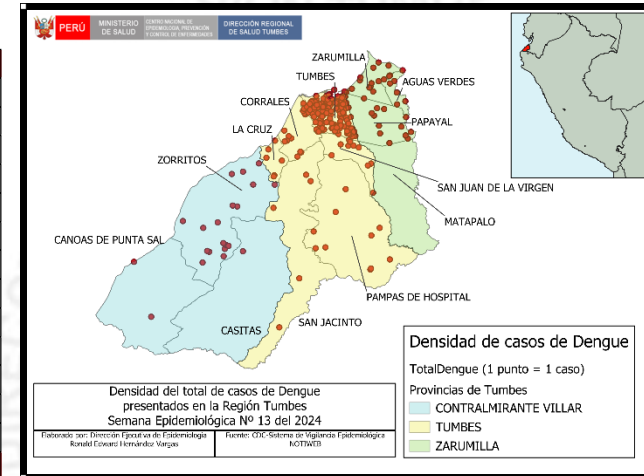 PERÚ
MINISTERIO
DE SALUD
CENTRO NACIONAL DE
EPIDEMIOLOGÍA, PREVENCIÓN
Y CONTROL DE ENFERMEDADES
DIRECCIÓN REGIONAL
DE SALUD TUMBES
ZARUMILLA
TUMBES
AGUAS VERDES
CORRALES
PAPAYAL
LA CRUZ
ZORRITOS
SAN JUAN DE LA VIRGEN
MATAPALO
CANOAS DE PUNTA SAL
PAMPAS DE HOSPITAL
CASITAS
SAN JACINTO
Densidad de casos de Dengue
TotalDengue (1 punto = 1 caso)
Provincias de Tumbes
CONTRALMIRANTE VILLAR
TUMBES
ZARUMILLA
Densidad del total de casos de Dengue
presentados en la Región Tumbes
Semana Epidemiológica Nº 13 del 2024
Elaborado por: Dirección Ejecutiva de Epidemiología
Ronald Edward Hernández Vargas
Fuente: CDC-Sistema de Vigilancia Epidemiológica
NOTIWEB